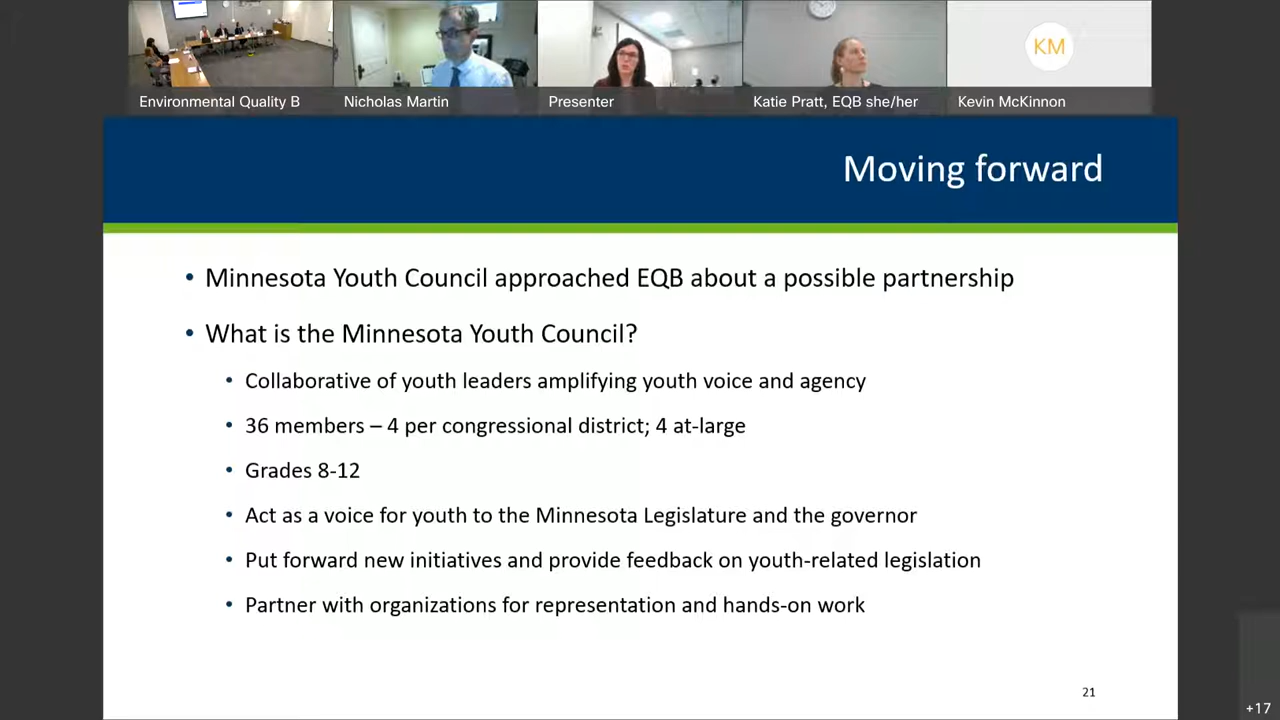 Environmental Quality B
Nicholas Martin
Presenter
Katie Pratt, EQB she/her
KM
Kevin McKinnon
Moving forward
• Minnesota Youth Council approached EQB about a possible partnership
• What is the Minnesota Youth Council?
• Collaborative of youth leaders amplifying youth voice and agency
• 36 members – 4 per congressional district; 4 at-large
• Grades 8-12
• Act as a voice for youth to the Minnesota Legislature and the governor
• Put forward new initiatives and provide feedback on youth-related legislation
• Partner with organizations for representation and hands-on work
21
+17